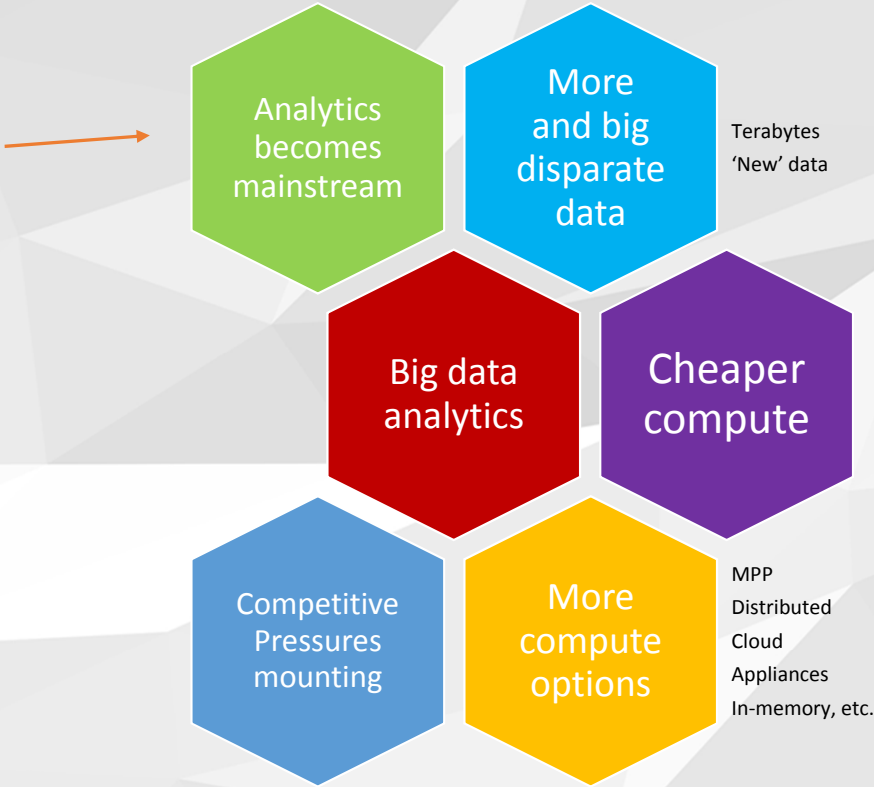 Analytics
becomes
mainstream
More
and big
disparate
data
Terabytes
‘New’ data
Big data
analytics
Cheaper
compute
Competitive
Pressures
mounting
More
compute
options
MPP
Distributed
Cloud
Appliances
In-memory, etc.